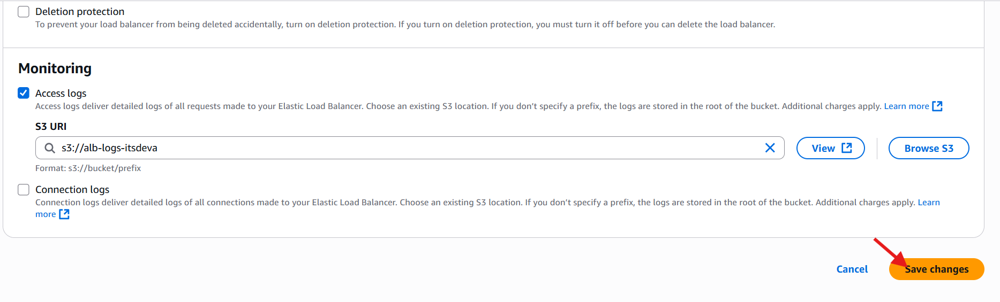 Deletion protection
To prevent your load balancer from being deleted accidentally, turn on deletion protection. If you turn on deletion protection, you must turn it off before you can delete the load balancer.
Monitoring
Access logs
Access logs deliver detailed logs of all requests made to your Elastic Load Balancer. Choose an existing S3 location. If you don’t specify a prefix, the logs are stored in the root of the bucket. Additional charges apply. Learn more
S3 URI
s3://alb-logs-itsdeva
View
Browse S3
Format: s3://bucket/prefix
Connection logs
Connection logs deliver detailed logs of all connections made to your Elastic Load Balancer. Choose an existing S3 location. If you don’t specify a prefix, the logs are stored in the root of the bucket. Additional charges apply. Learn
more
Cancel
Save changes